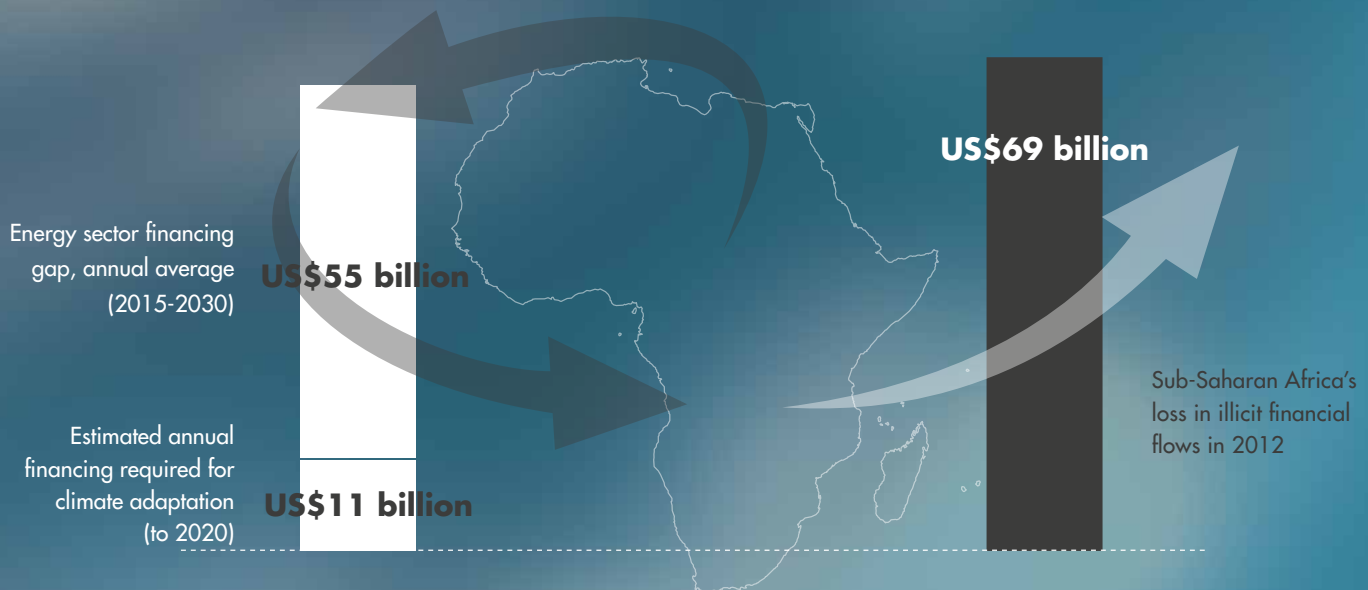 US$69 billion
Energy sector financing
gap, annual average
(2015-2030)
US$55 billion
Sub-Saharan Africa's
loss in illicit financial
flows in 2012
Estimated annual
financing required for
climate adaptation
(to 2020)
US$11 billion